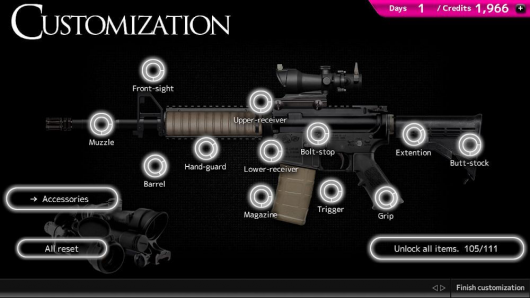 CUSTOMIZATION
Days 1 / Credits 1,966 +
Front-sight
Upper-receiver
Muzzle
Bolt-stop
Extention
Butt-stock
Hand-guard
Barrel
Lower-receiver
→ Accessories
Magazine
Trigger
Grip
All reset
Unlock all items. 105/111
Finish customization